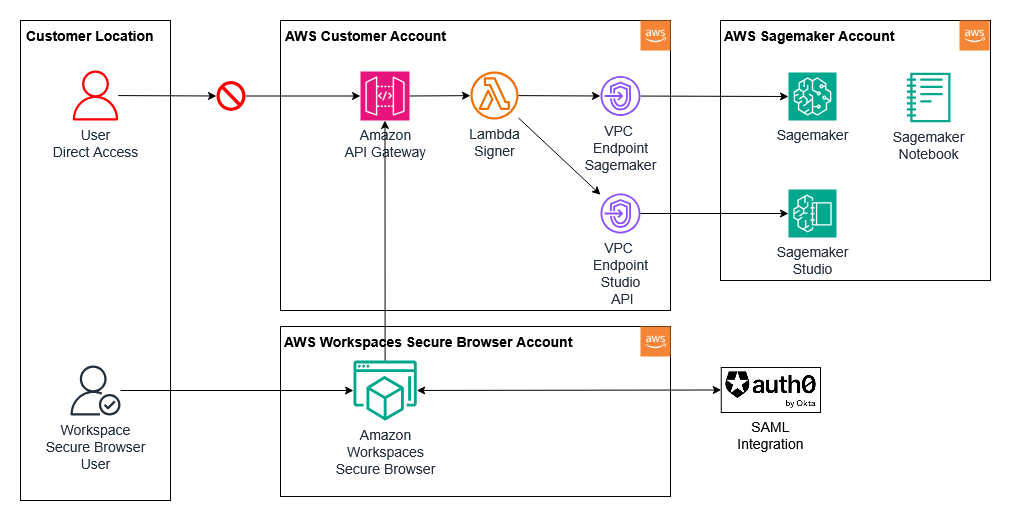 Customer Location
AWS Customer Account
aws
AWS Sagemaker Account
aws
User
Direct Access
Amazon
API Gateway
Lambda
Signer
VPC
Endpoint
Sagemaker
Sagemaker
Sagemaker
Notebook
VPC
Endpoint
Studio
API
Sagemaker
Studio
AWS Workspaces Secure Browser Account
aws
Workspace
Secure Browser
User
Amazon
Workspaces
Secure Browser
auth0
by Okta
SAML
Integration